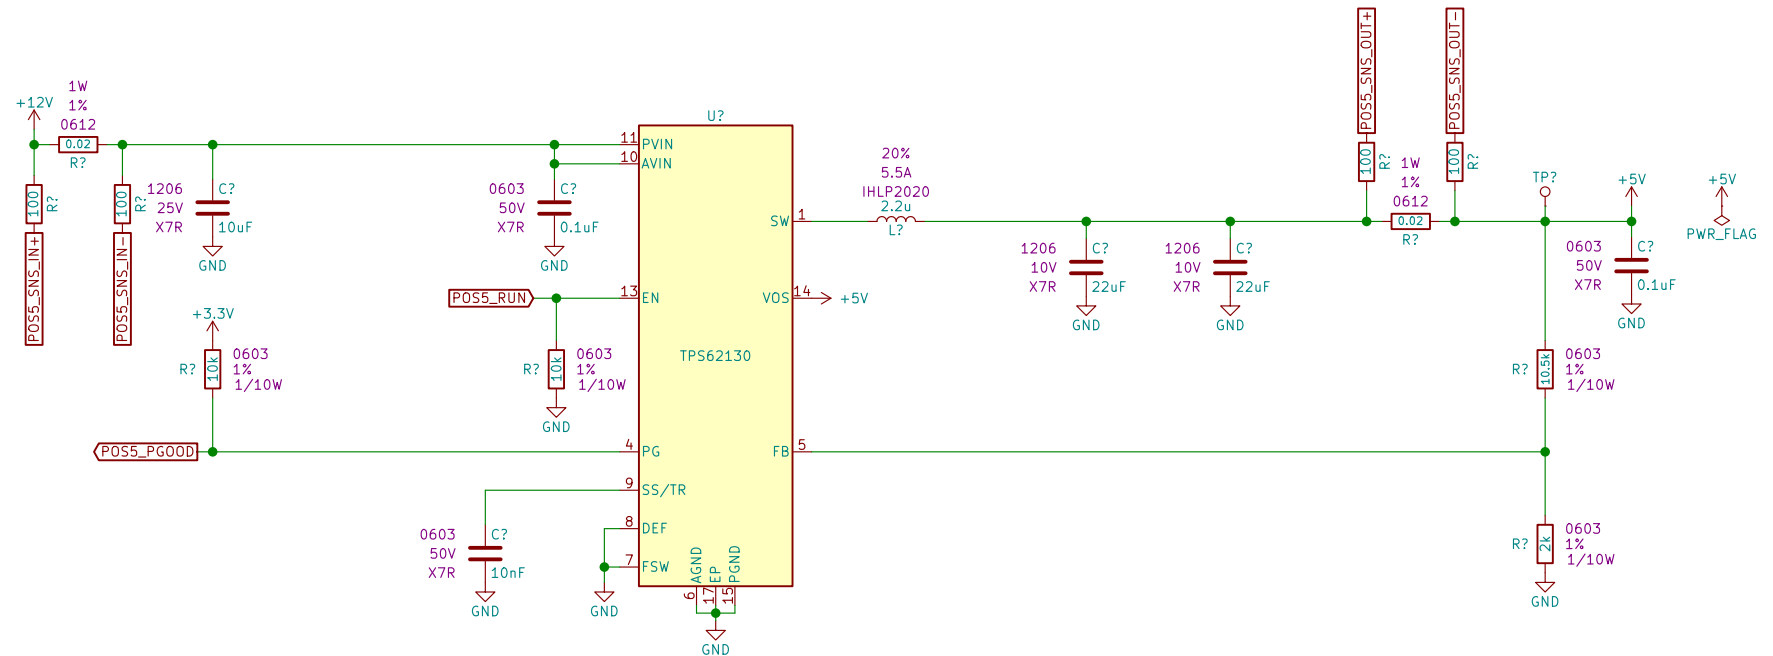 +12V
1W
1%
0612
0.02
R?
100
R?
POS5_SNS_IN+
100
R?
POS5_SNS_IN-
1206
25V
X7R
C?
10uF
GND
0603
50V
X7R
C?
0.1uF
GND
+3.3V
R?
10k
0603
1%
1/10W
POS5_PGOOD
POS5_RUN
R?
10k
0603
1%
1/10W
GND
0603
50V
X7R
C?
10nF
GND
GND
U?
11
PVIN
10
AVIN
13
EN
4
PG
9
SS/TR
8
DEF
7
FSW
TPS62130
SW
1
VOS
14
+5V
FB
5
AGND
EP
PGND
6
17
15
GND
20%
5.5A
IHLP2020
2.2u
L?
1206
10V
X7R
C?
22uF
GND
1206
10V
X7R
C?
22uF
GND
POS5_SNS_OUT+
100
R?
POS5_SNS_OUT-
100
R?
1W
1%
0612
0.02
R?
TP?
+5V
+5V
PWR_FLAG
0603
50V
X7R
C?
0.1uF
GND
R?
10.5k
0603
1%
1/10W
R?
2k
0603
1%
1/10W
GND